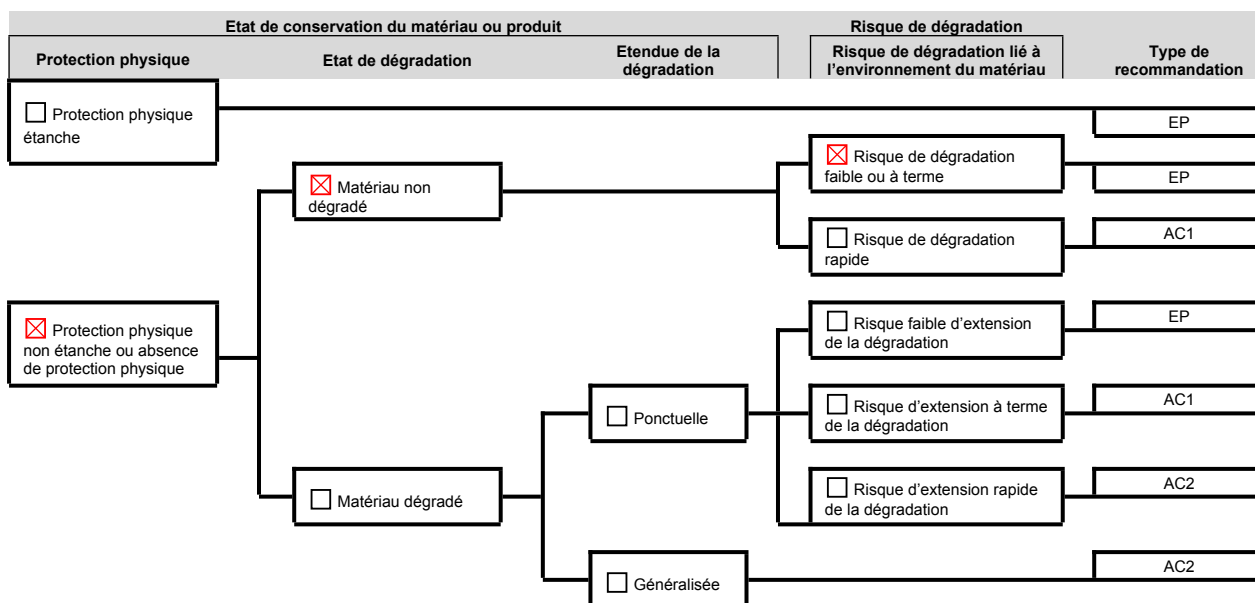 Etat de conservation du matériau ou produit
Risque de dégradation
Protection physique
Etat de dégradation
Etendue de la
dégradation
Risque de dégradation lié à
l'environnement du matériau
Type de
recommandation
Protection physique
étanche
EP
Matériau non
dégradé
Risque de dégradation
faible ou à terme
EP
Risque de dégradation
rapide
AC1
Protection physique
non étanche ou absence
de protection physique
Risque faible d'extension
de la dégradation
EP
Ponctuelle
Risque d'extension à terme
de la dégradation
AC1
Matériau dégradé
Risque d'extension rapide
de la dégradation
AC2
Généralisée
AC2